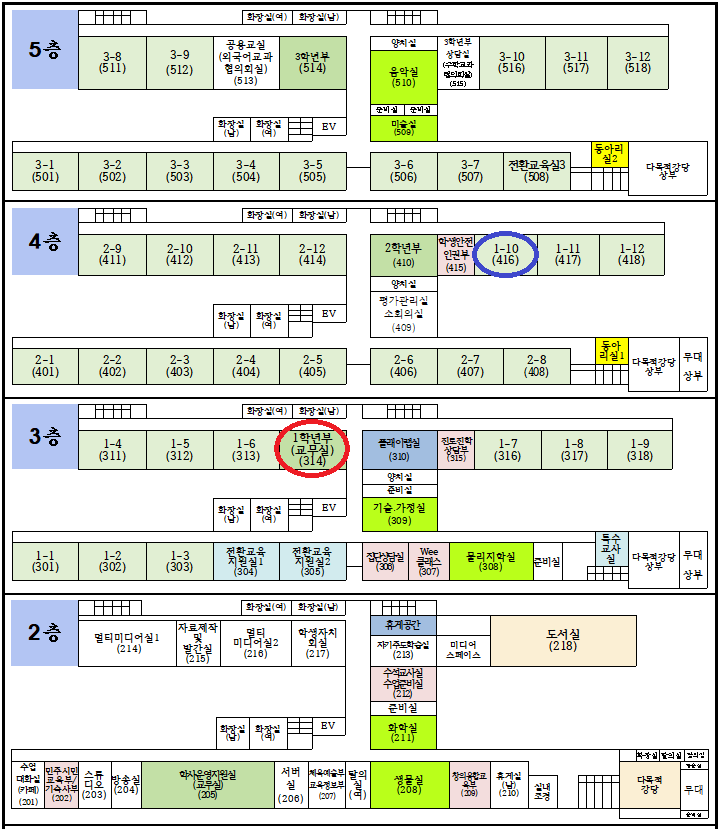 화장실(여) 화장실(남)
5층
3-8
(511)
3-9
(512)
공용교실
(외국어교과
협의회실)
(513)
3학년부
(514)
양치실
음악실
(510)
준비실 준비실
미술실
(509)
3학년부
상담실
(수학교과
협의회실)
(515)
3-10
(516)
3-11
(517)
3-12
(518)
화장실
(남)
화장실
(여)
EV
3-1
(501)
3-2
(502)
3-3
(503)
3-4
(504)
3-5
(505)
3-6
(506)
3-7
(507)
전환교육실3
(508)
동아리
실2
다목적강당
상부
화장실(여) 화장실(남)
4층
2-9
(411)
2-10
(412)
2-11
(413)
2-12
(414)
2학년부
(410)
학생안전
인권부
(415)
1-10
(416)
1-11
(417)
1-12
(418)
양치실
평가관리실
소회의실
(409)
화장실
(남)
화장실
(여)
EV
2-1
(401)
2-2
(402)
2-3
(403)
2-4
(404)
2-5
(405)
2-6
(406)
2-7
(407)
2-8
(408)
동아
리실1
다목적강당
상부
무대
상부
화장실(여) 화장실(남)
3층
1-4
(311)
1-5
(312)
1-6
(313)
1학년부
(교무실)
(314)
플레이랩실
(310)
진로진학
상담부
(315)
1-7
(316)
1-8
(317)
1-9
(318)
양치실
준비실
기술.가정실
(309)
화장실
(남)
화장실
(여)
EV
1-1
(301)
1-2
(302)
1-3
(303)
전환교육
지원실1
(304)
전환교육
지원실2
(305)
집단상담실
(306)
Wee
클래스
(307)
물리지학실
(308)
준비실
특수
교사
실
다목적강당
상부
무대
상부
화장실(여) 화장실(남)
2층
멀티미디어실1
(214)
자료제작
및
발간실
(215)
멀티
미디어실2
(216)
학생자치
회실
(217)
휴게공간
자기주도학습실
(213)
미디어
스페이스
도서실
(218)
수석교사실
수업준비실
(212)
준비실
화학실
(211)
화장실
(남)
화장실
(여)
EV
수업
대화실
(카페)
(201)
민주시민
교육부/
기숙사부
(202)
스튜
디오
(203)
방송실
(204)
학사운영지원실
(교무실)
(205)
서버
실
(206)
체육예술부
교육정보부
(207)
탈의
실
(여)
생물실
(208)
창의융합교
육부
(209)
휴게실
(남)
(210)
실내
조경
화장실 탈의실
다목적
강당
탈의실
방송실
무대
방송실